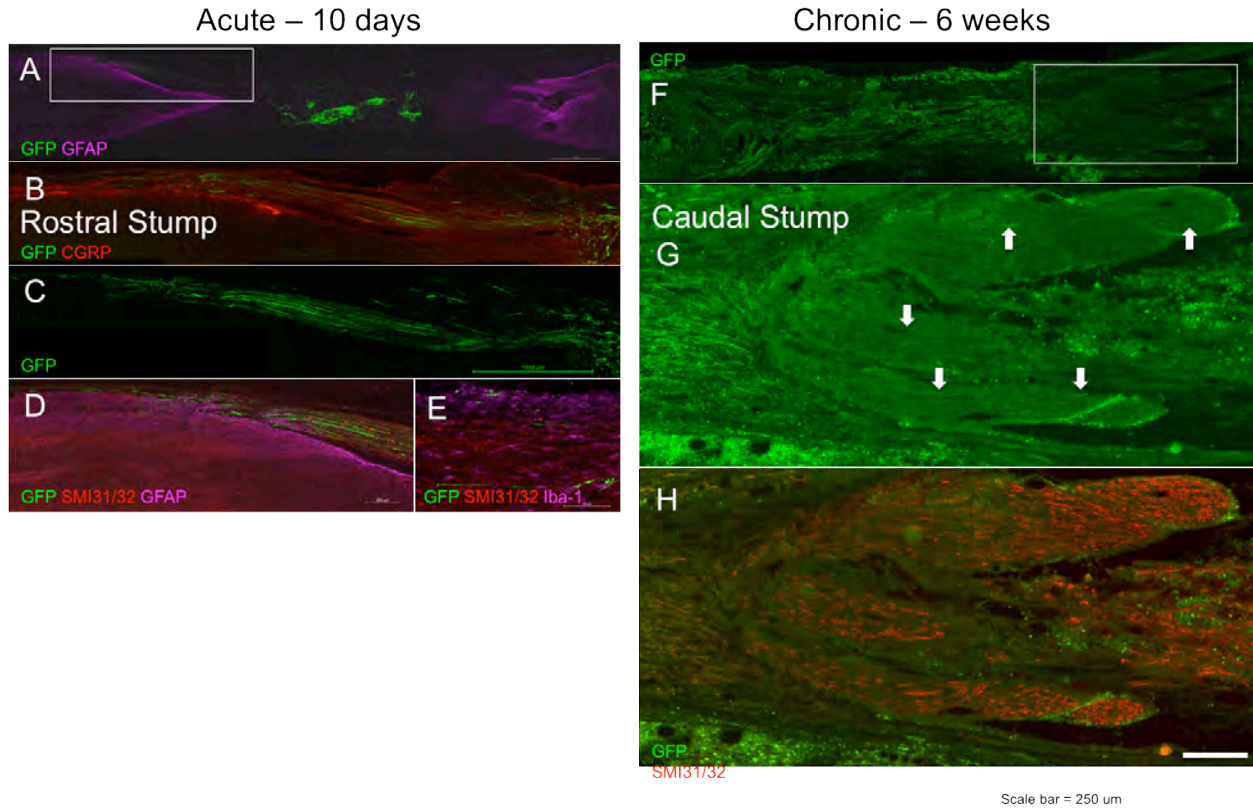 Acute – 10 days
Chronic – 6 weeks
A
GFP GFAP
B
Rostral Stump
GFP CGRP
C
GFP
D
GFP SMI31/32 GFAP
E
GFP SMI31/32 Iba-1
GFP
F
Caudal Stump
G
H
GFP
SMI31/32
Scale bar = 250 um